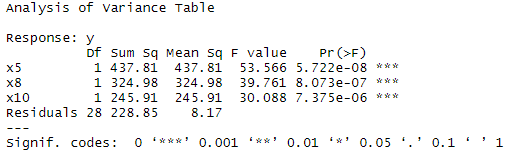 Analysis of Variance Table

Response: y
          Df Sum Sq Mean Sq F value    Pr(>F)
x5         1 437.81  437.81  53.566 5.722e-08 ***
x8         1 324.98  324.98  39.761 8.073e-07 ***
x10        1 245.91  245.91  30.088 7.375e-06 ***
Residuals 28 228.85    8.17
---
Signif. codes:  0 ‘***’ 0.001 ‘**’ 0.01 ‘*’ 0.05 ‘.’ 0.1 ‘ ’ 1